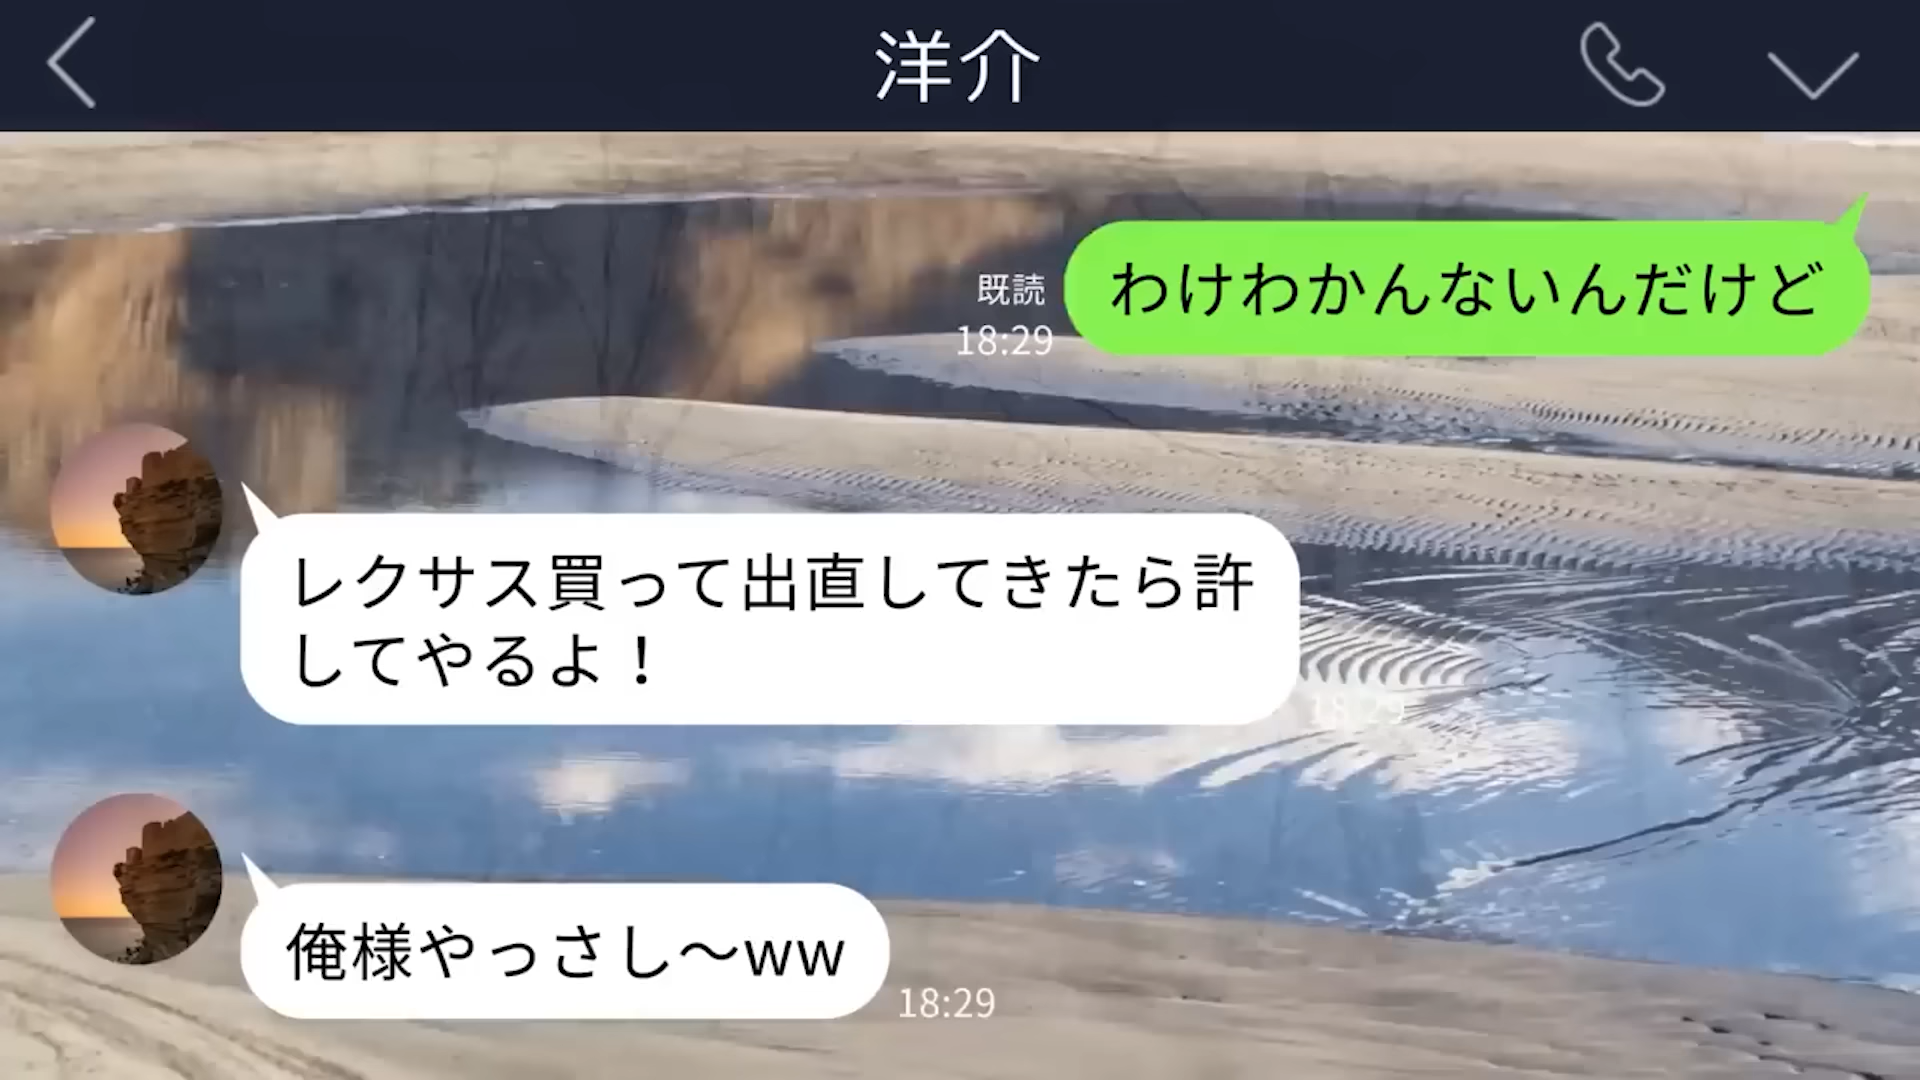 洋介
わけわかんないんだけど
既読
18:29
レクサス買って出直してきたら許
してやるよ！
18:29
俺様やっさし〜ww
18:29